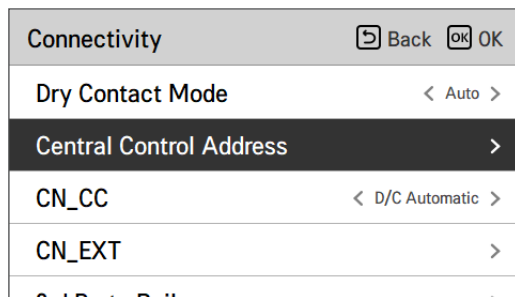 Connectivity Back OK OK
Dry Contact Mode < Auto >
Central Control Address >
CN_CC < D/C Automatic >
CN_EXT >